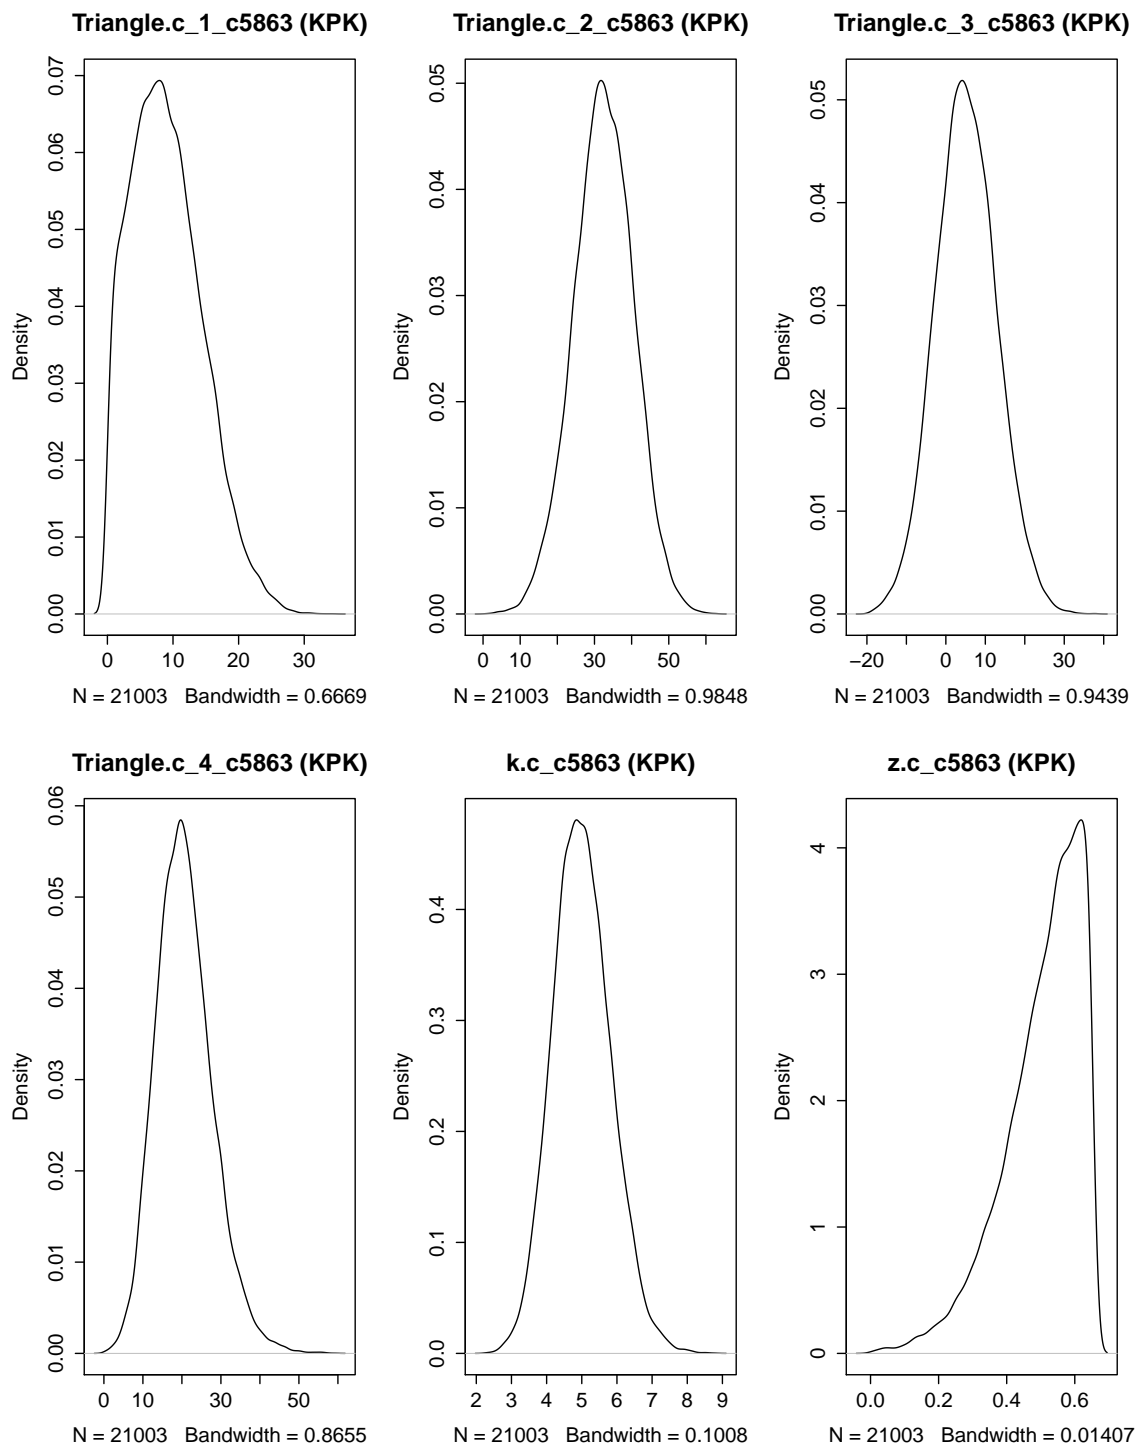 Triangle.c_1_c5863 (KPK)
Density
0.00 0.01 0.02 0.03 0.04 0.05 0.06 0.07
0 10 20 30
N = 21003 Bandwidth = 0.6669
Triangle.c_2_c5863 (KPK)
Density
0.00 0.01 0.02 0.03 0.04 0.05
0 10 30 50
N = 21003 Bandwidth = 0.9848
Triangle.c_3_c5863 (KPK)
Density
0.00 0.01 0.02 0.03 0.04 0.05
−20 0 10 30
N = 21003 Bandwidth = 0.9439
Triangle.c_4_c5863 (KPK)
Density
0.00 0.01 0.02 0.03 0.04 0.05 0.06
0 10 30 50
N = 21003 Bandwidth = 0.8655
k.c_c5863 (KPK)
Density
0.0 0.1 0.2 0.3 0.4
2 3 4 5 6 7 8 9
N = 21003 Bandwidth = 0.1008
z.c_c5863 (KPK)
Density
0 1 2 3 4
0.0 0.2 0.4 0.6
N = 21003 Bandwidth = 0.01407